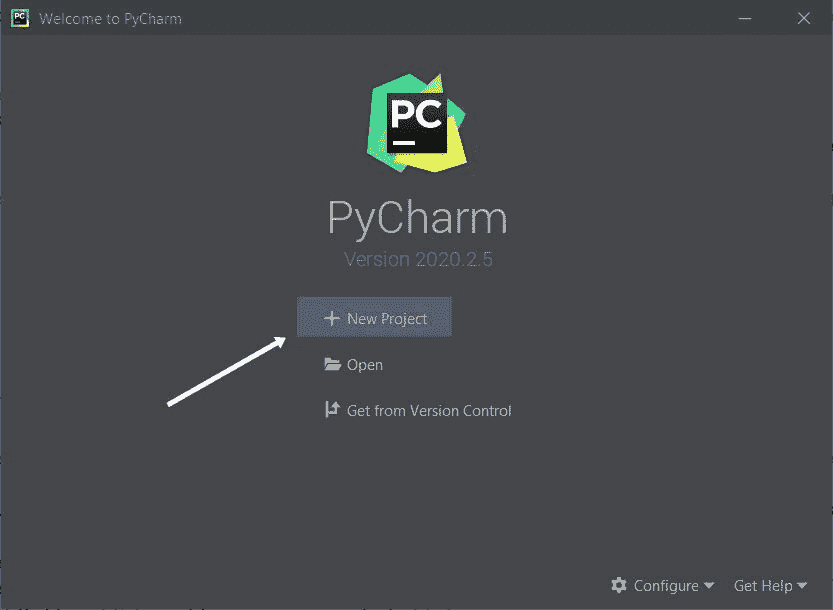 PC Welcome to PyCharm
PC
PyCharm
Version 2020.2.5
New Project
Open
Get from Version Control
Configure Get Help